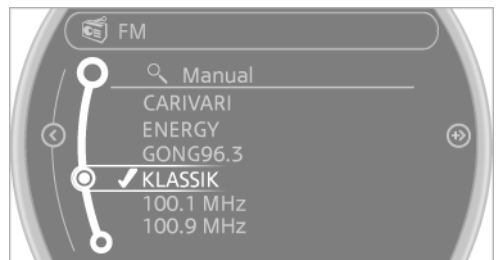 FM
Manual
CARIVARI
ENERGY
GONG96.3
KLASSIK
100.1 MHz
100.9 MHz